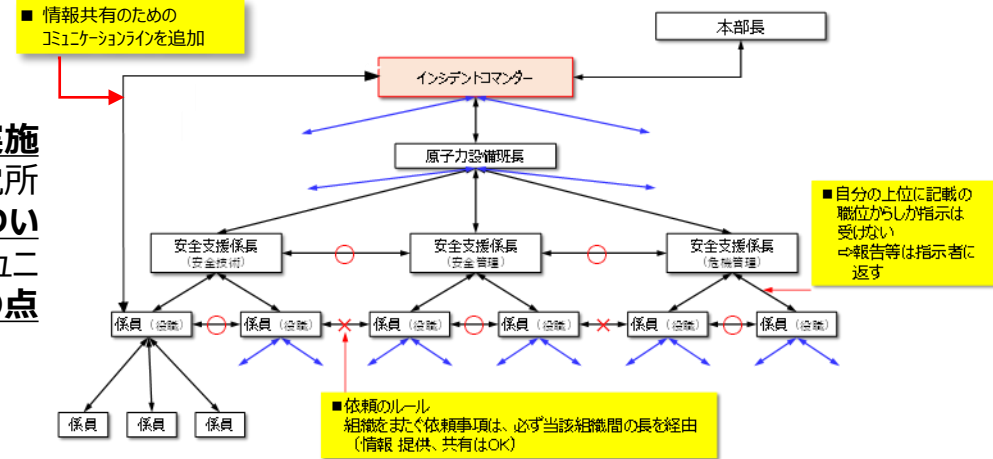 ■ 情報共有のための
コミュニケーションラインを追加
本部長
インシデントコマンダー
原子力設備班長
施
所
つい
ュニ
の点
■自分の上位に記載の
職位からしか指示は
受けない
⇨報告等は指示者に
返す
安全支援係長
（安全技術）
安全支援係長
（安全管理）
安全支援係長
（危機管理）
係員（役職）
係員（役職）
係員（役職）
係員（役職）
係員（役職）
係員（役職）
■依頼のルール
組織をまたぐ依頼事項は、必ず当該組織間の長を経由
（情報 提供、共有はOK）
係員
係員
係員